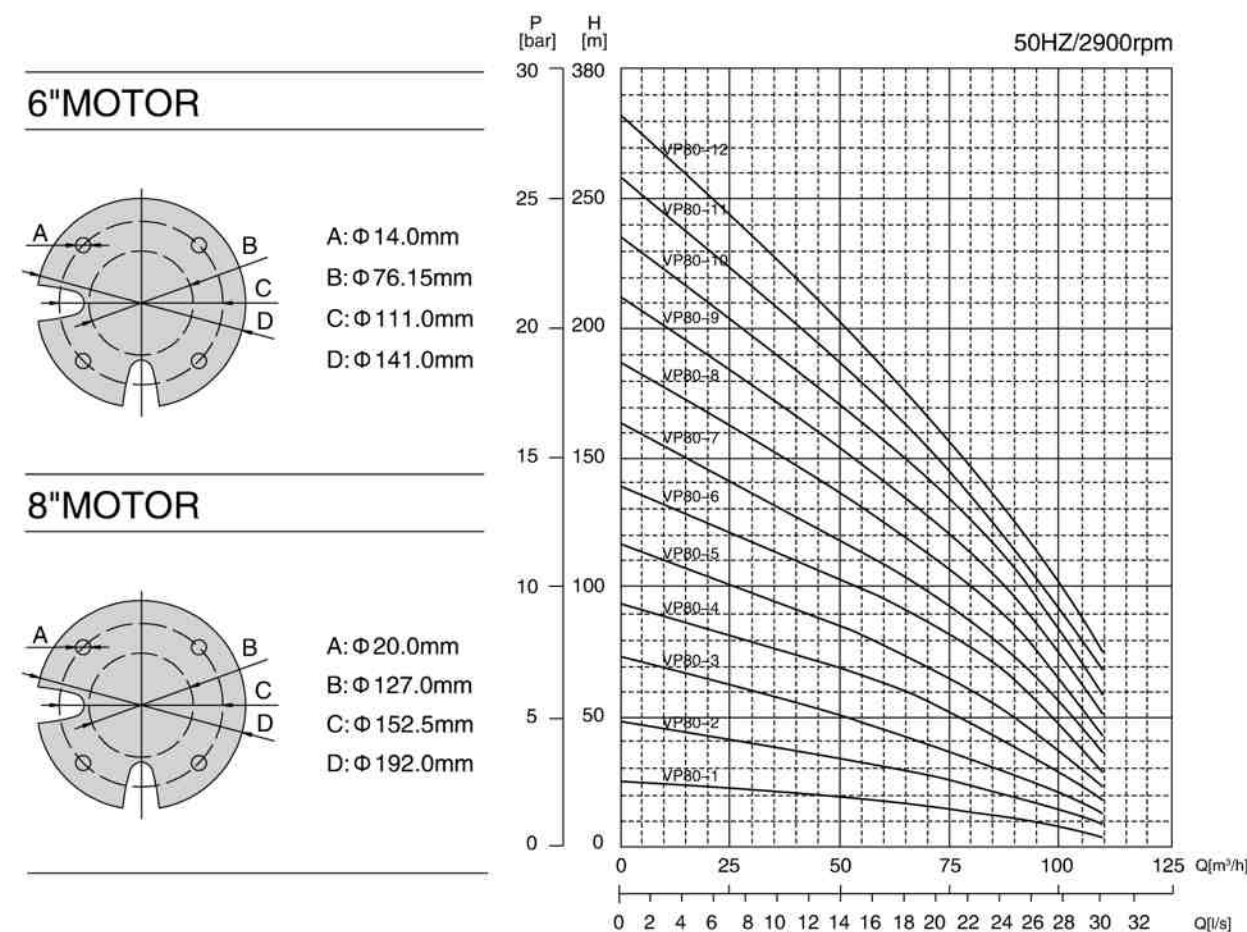 6"MOTOR
A
B
C
D
A:Φ14.0mm
B:Φ76.15mm
C:Φ111.0mm
D:Φ141.0mm
8"MOTOR
A
B
C
D
A:Φ20.0mm
B:Φ127.0mm
C:Φ152.5mm
D:Φ192.0mm
P
[bar]
H
[m]
50HZ/2900rpm
30 380
25 250
20 200
15 150
10 100
5 50
0 0
VP80-12
VP80-11
VP80-10
VP80-9
VP80-8
VP80-7
VP80-6
VP80-5
VP80-4
VP80-3
VP80-2
VP80-1
0 25 50 75 100 125 Q[m³/h]
0 2 4 6 8 10 12 14 16 18 20 22 24 26 28 30 32 Q[l/s]